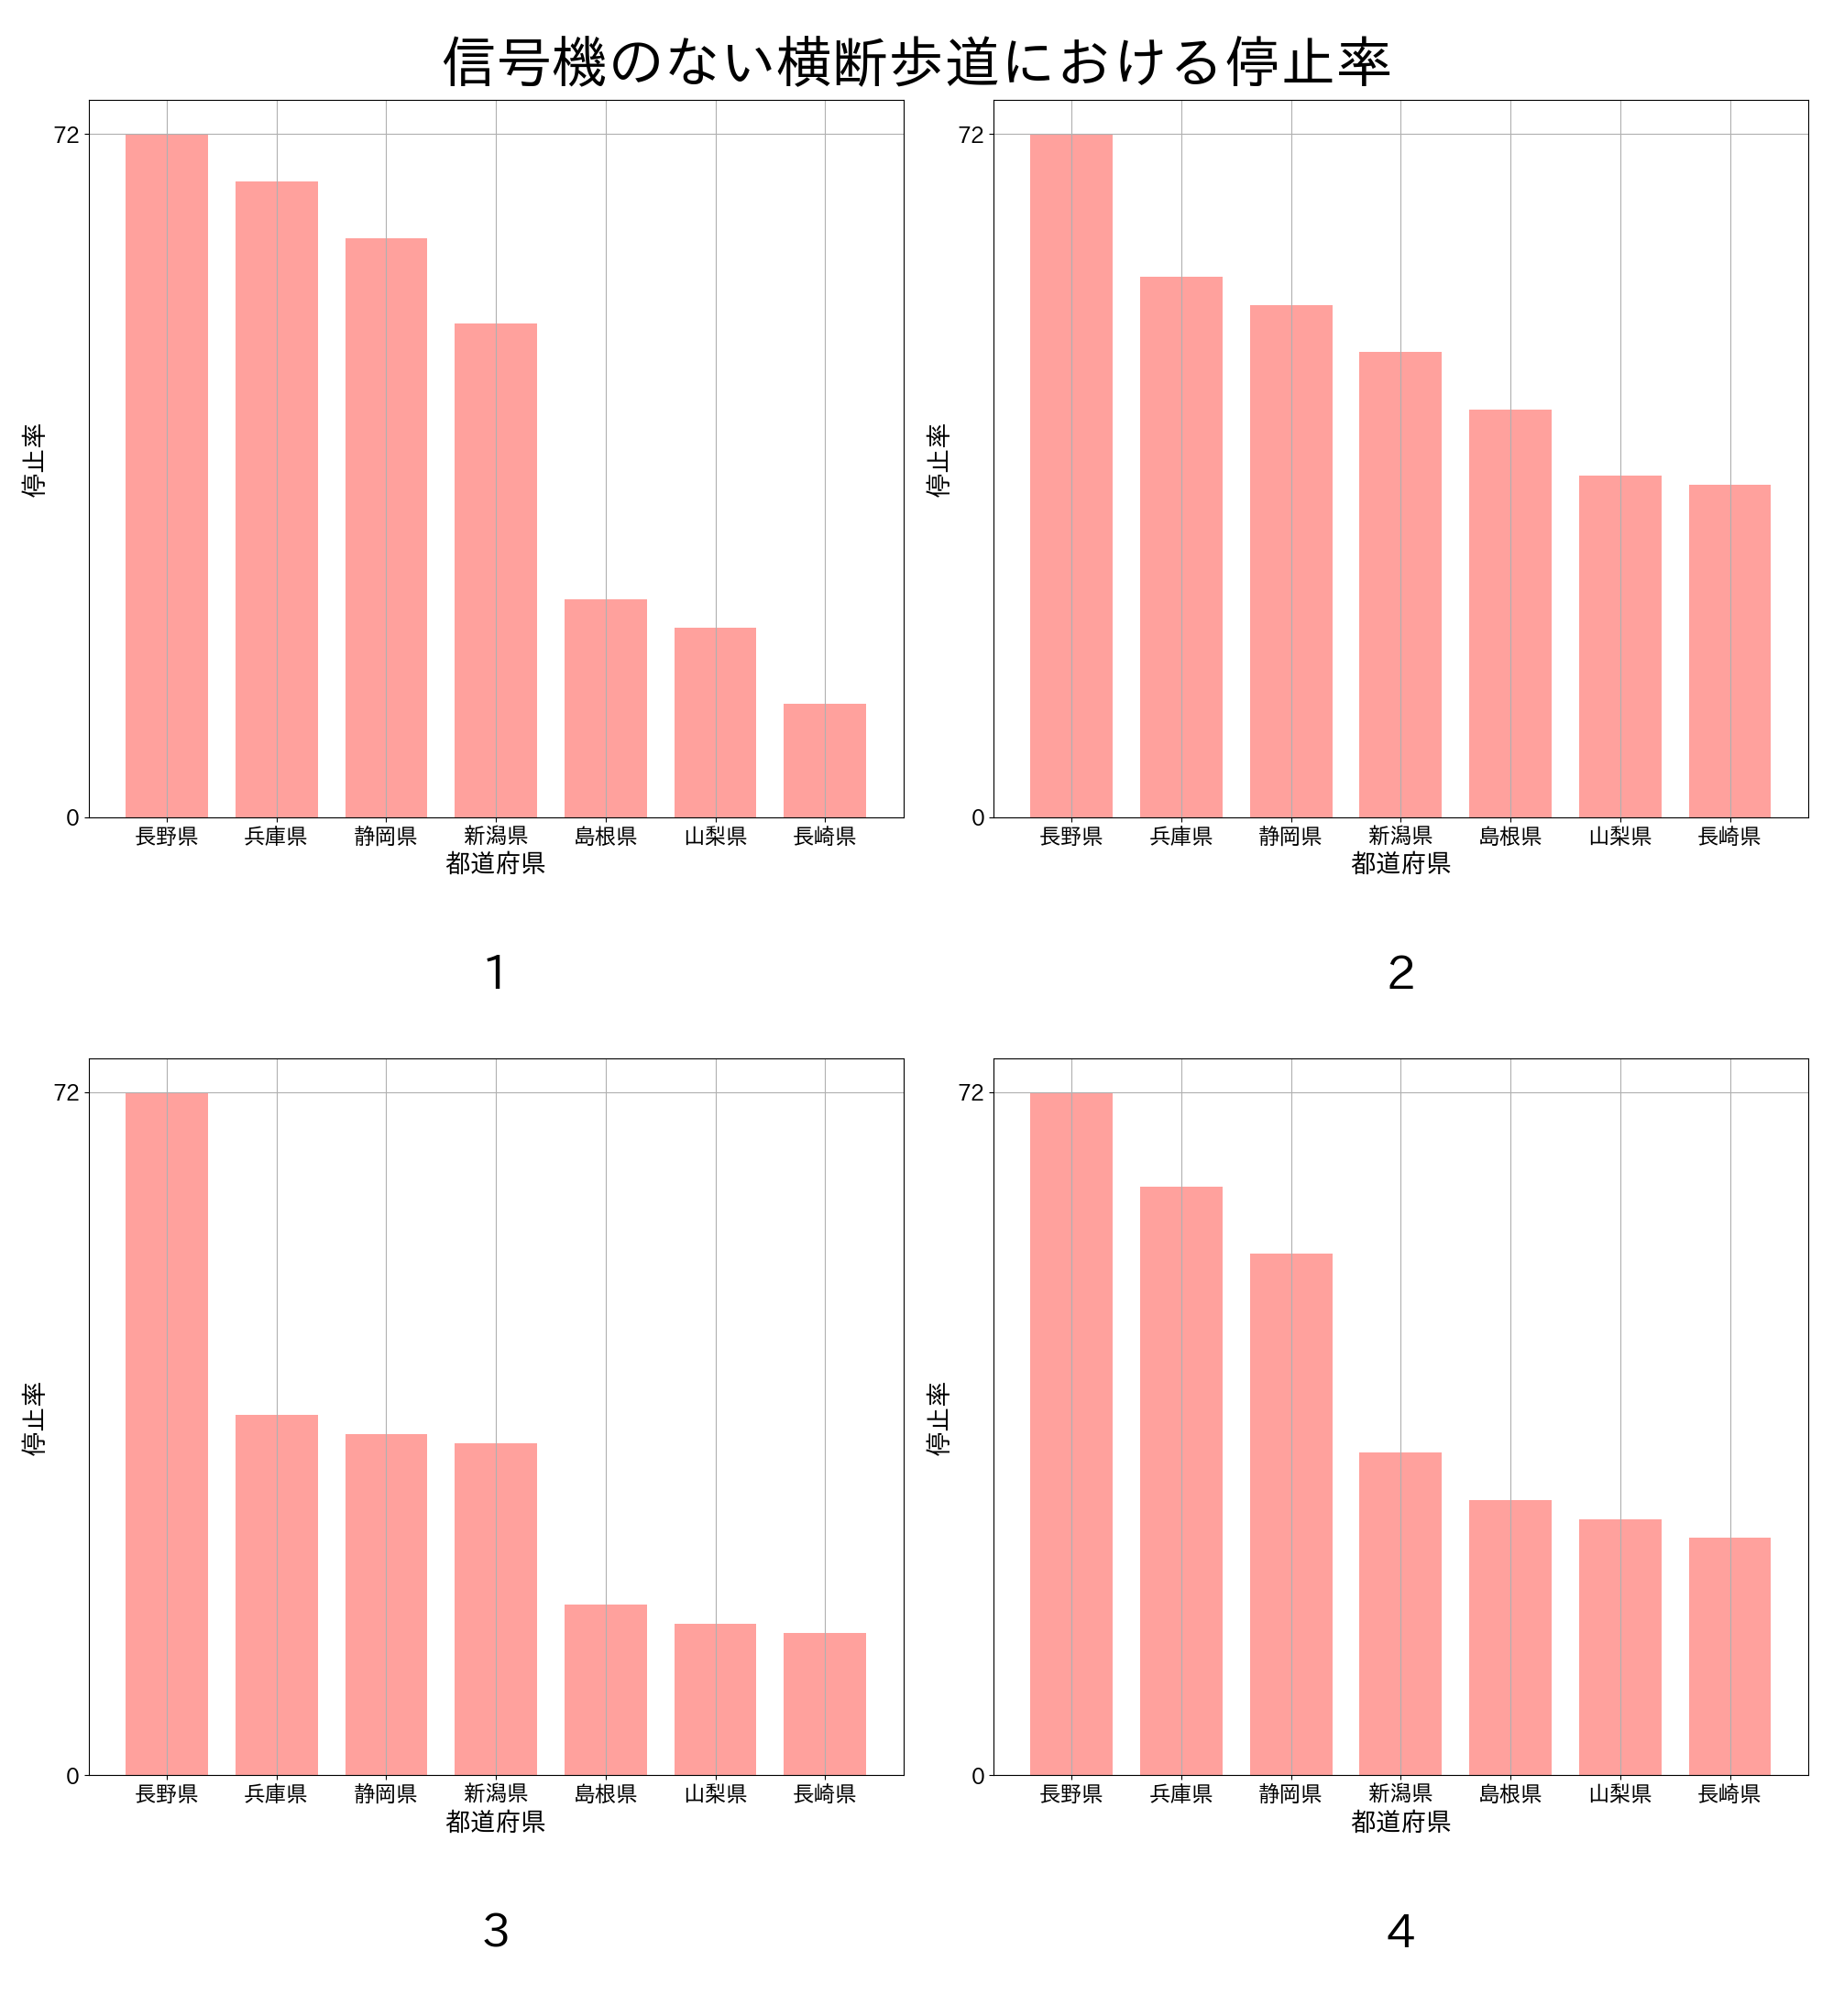 信号機のない横断歩道における停止率
72
停止率
0
長野県 兵庫県 静岡県 新潟県 島根県 山梨県 長崎県
都道府県
1
72
停止率
0
長野県 兵庫県 静岡県 新潟県 島根県 山梨県 長崎県
都道府県
2
72
停止率
0
長野県 兵庫県 静岡県 新潟県 島根県 山梨県 長崎県
都道府県
3
72
停止率
0
長野県 兵庫県 静岡県 新潟県 島根県 山梨県 長崎県
都道府県
4